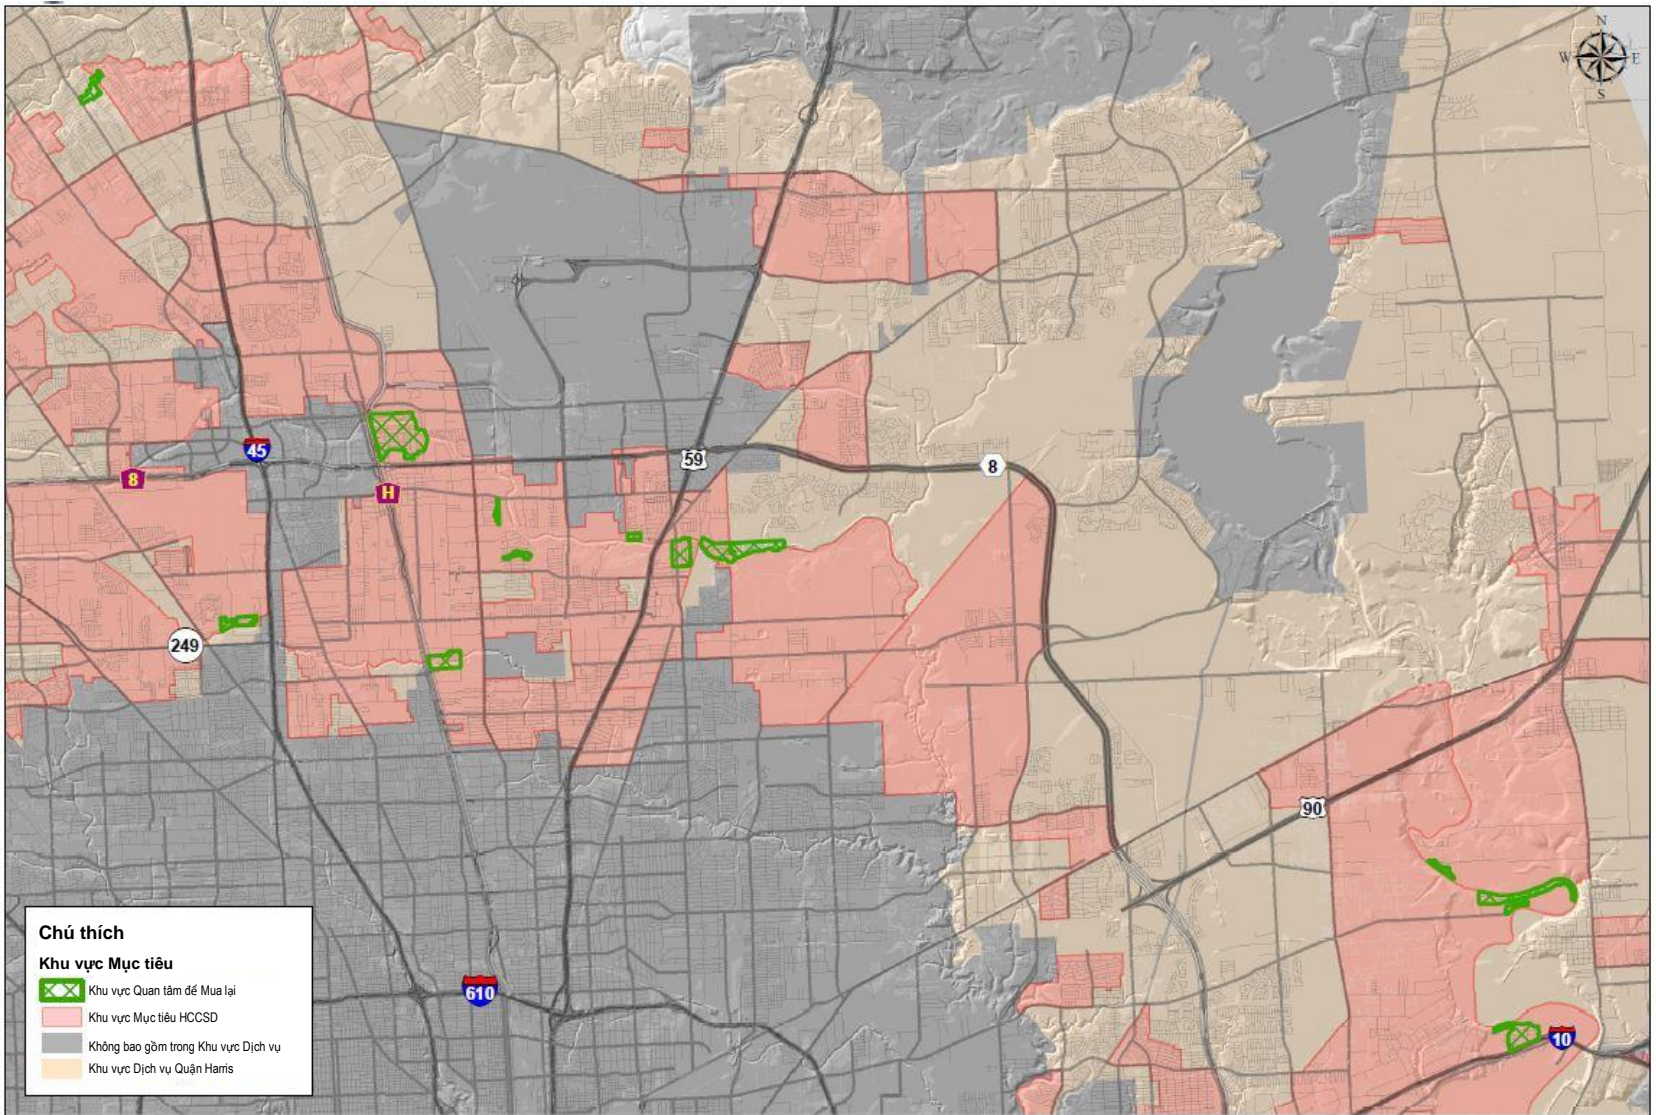 N
W E
S
45
59
8
8
H
249
90
610
10
Chú thích
Khu vực Mục tiêu
Khu vực Quan tâm để Mua lại
Khu vực Mục tiêu HCCSD
Không bao gồm trong Khu vực Dịch vụ
Khu vực Dịch vụ Quận Harris